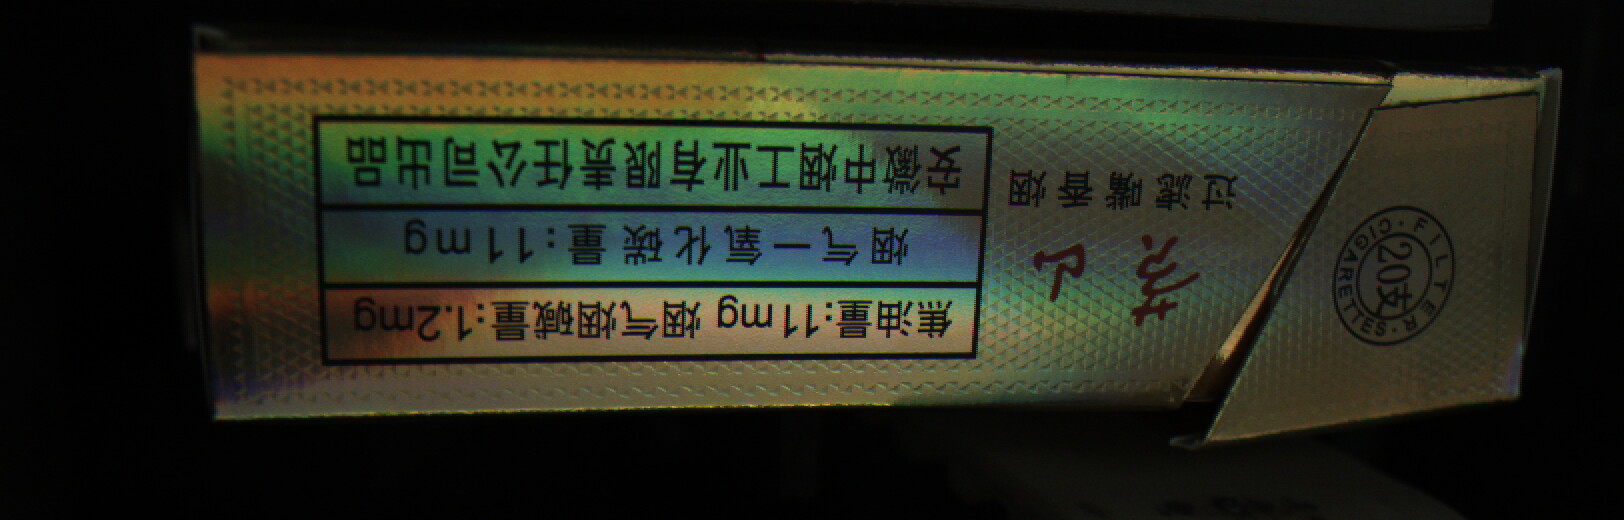 FILTER·CIGARETTES·
20支
黄山
过滤嘴香烟
焦油量:11mg 烟气烟碱量:1.2mg
烟气一氧化碳量:11mg
安徽中烟工业有限责任公司出品